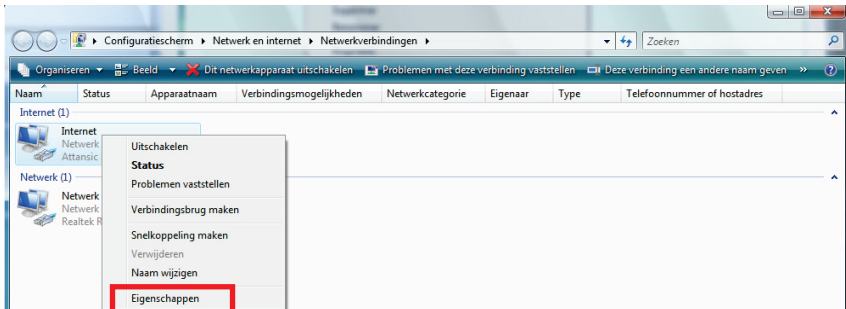 Configuratiescherm ▸ Netwerk en internet ▸ Netwerkverbindingen ▸ Zoeken
Organiseren Beeld Dit netwerkapparaat uitschakelen Problemen met deze verbinding vaststellen Deze verbinding een andere naam geven »
Naam Status Apparaatnaam Verbindingsmogelijkheden Netwerkcategorie Eigenaar Type Telefoonnummer of hostadres
Internet (1)
Internet
Netwerk
Attansic
Uitschakelen
Status
Problemen vaststellen
Verbindingsbrug maken
Snelkoppeling maken
Verwijderen
Naam wijzigen
Eigenschappen
Netwerk (1)
Netwerk
Netwerk
Realtek R